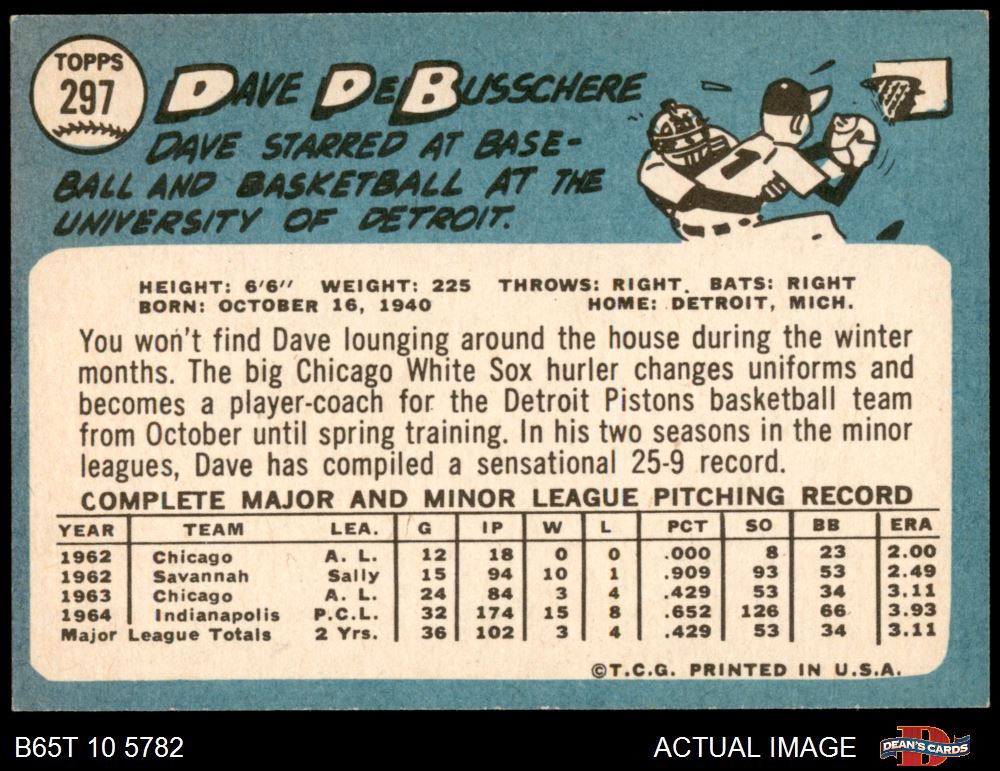 TOPPS
297
DAVE DEBUSSCHERE
DAVE STARRED AT BASE-
BALL AND BASKETBALL AT THE
UNIVERSITY OF DETROIT.
HEIGHT: 6'6" WEIGHT: 225 THROWS: RIGHT. BATS: RIGHT
BORN: OCTOBER 16, 1940 HOME: DETROIT, MICH.
You won't find Dave lounging around the house during the winter
months. The big Chicago White Sox hurler changes uniforms and
becomes a player-coach for the Detroit Pistons basketball team
from October until spring training. In his two seasons in the minor
leagues, Dave has compiled a sensational 25-9 record.
COMPLETE MAJOR AND MINOR LEAGUE PITCHING RECORD
YEAR TEAM LEA. G IP W L PCT SO BB ERA
1962 Chicago A. L. 12 18 0 0 .000 8 23 2.00
1962 Savannah Sally 15 94 10 1 .909 93 53 2.49
1963 Chicago A. L. 24 84 3 4 .429 53 34 3.11
1964 Indianapolis P.C.L. 32 174 15 8 .652 126 66 3.93
Major League Totals 2 Yrs. 36 102 3 4 .429 53 34 3.11
©T.C.G. PRINTED IN U.S.A.
B65T 10 5782 ACTUAL IMAGE DEAN'S CARDS